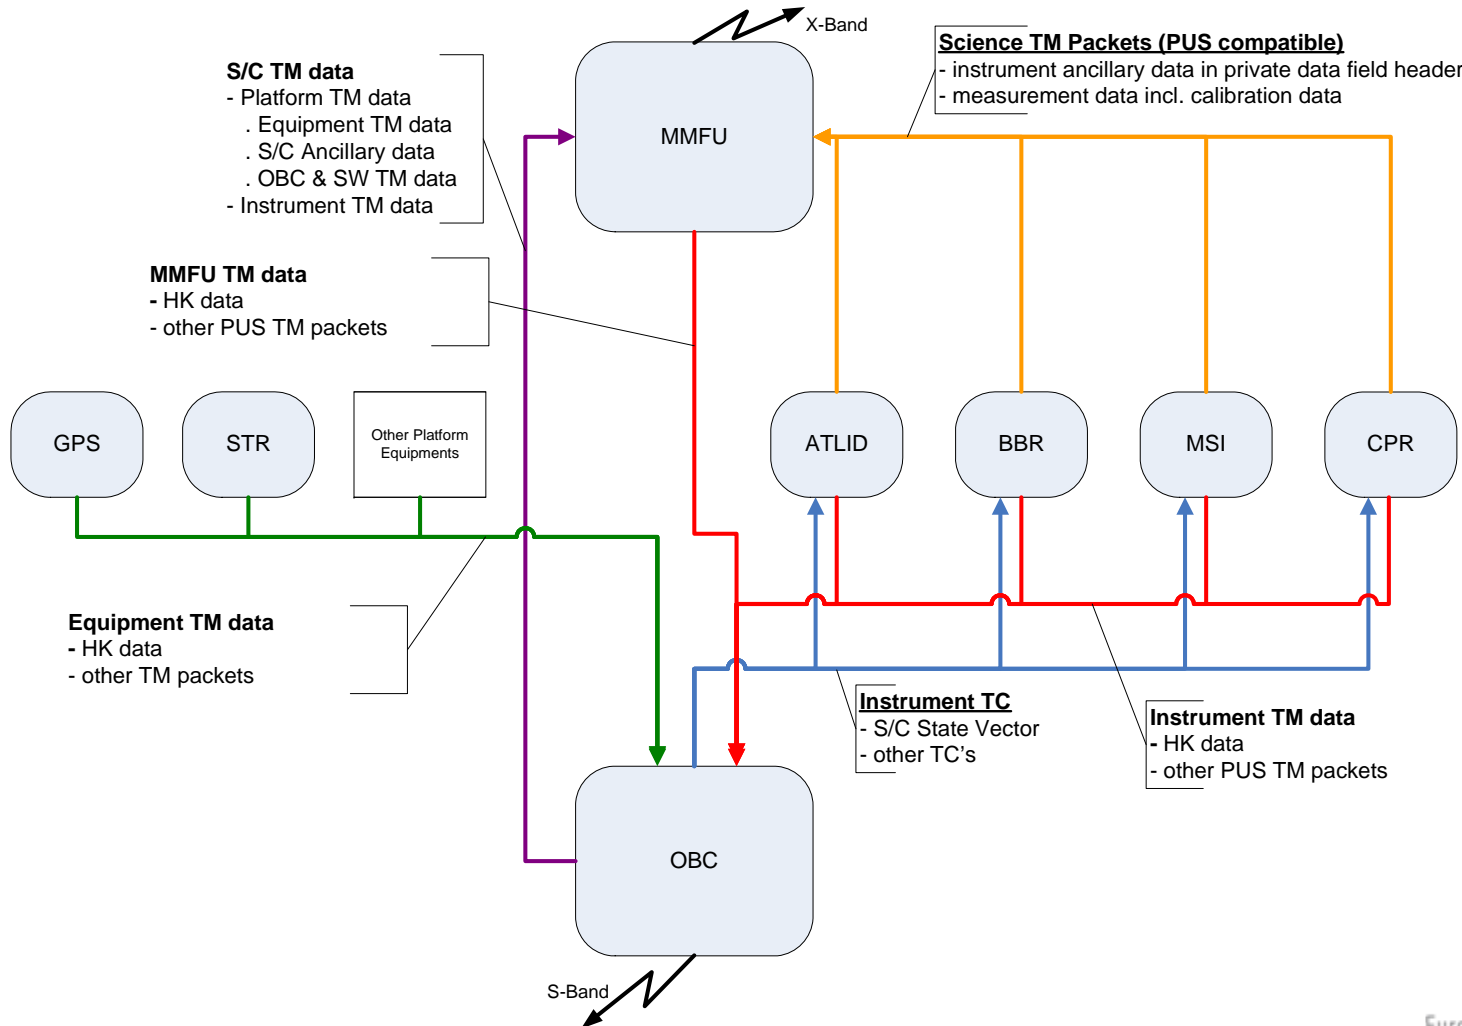 X-Band
S/C TM data
- Platform TM data
. Equipment TM data
. S/C Ancillary data
. OBC & SW TM data
- Instrument TM data
MMFU
Science TM Packets (PUS compatible)
- instrument ancillary data in private data field header
- measurement data incl. calibration data
MMFU TM data
- HK data
- other PUS TM packets
GPS
STR
Other Platform
Equipments
ATLID
BBR
MSI
CPR
Equipment TM data
- HK data
- other TM packets
Instrument TC
- S/C State Vector
- other TC's
Instrument TM data
- HK data
- other PUS TM packets
OBC
S-Band